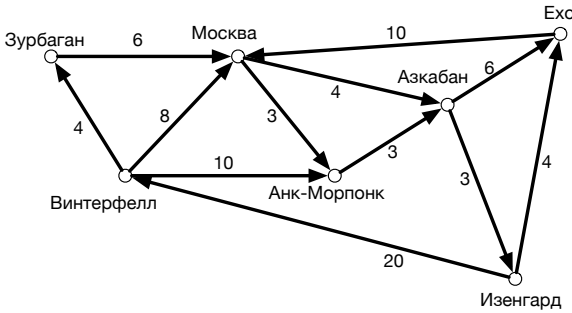 Ехо
Зурбаган
6
Москва
10
Азкабан
6
4
4
8
3
10
3
3
4
Винтерфелл
Анк-Морпонк
20
Изенгард